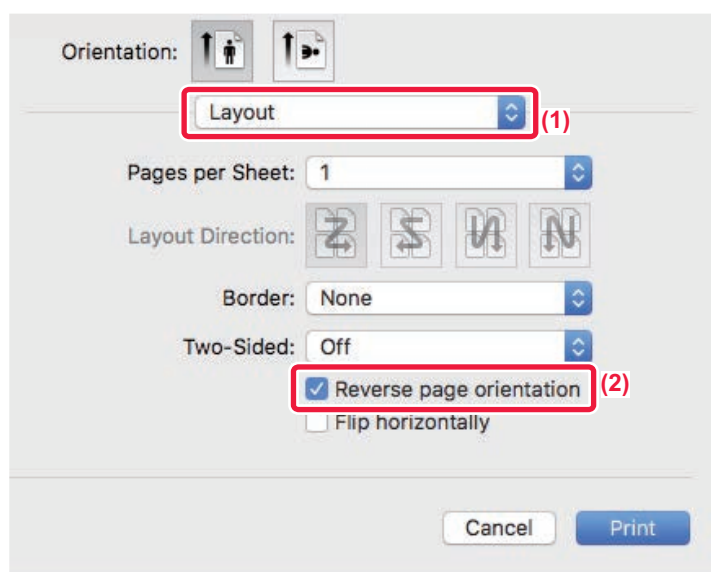 Orientation:
Layout
(1)
Pages per Sheet: 1
Layout Direction:
Border: None
Two-Sided: Off
Reverse page orientation
(2)
Flip horizontally
Cancel Print